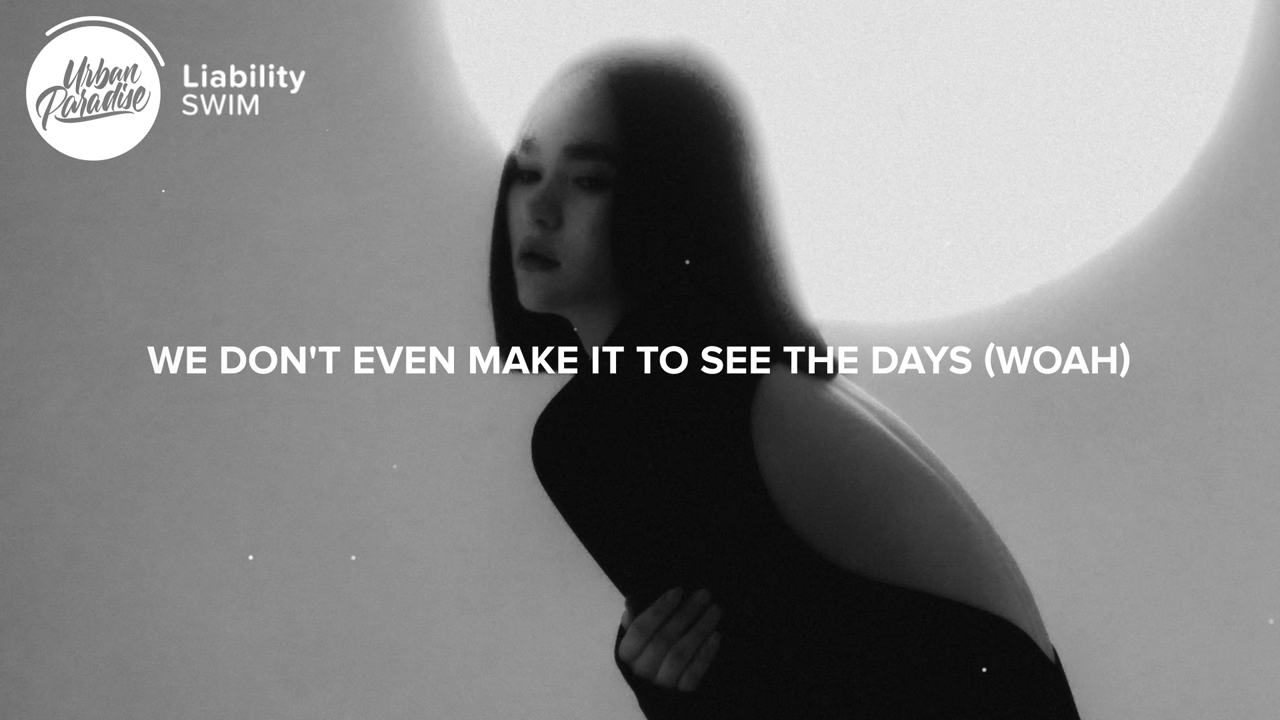 Urban
Paradise
Liability
SWIM
WE DON'T EVEN MAKE IT TO SEE THE DAYS (WOAH)